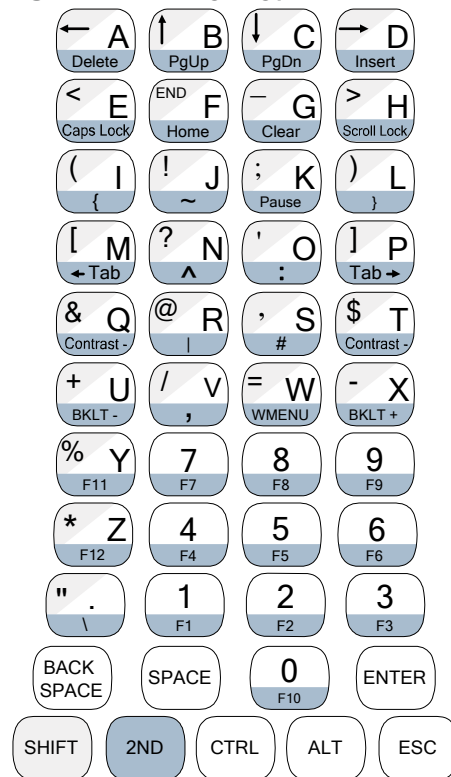 ← A ↑ B ↓ C → D
Delete PgUp PgDn Insert
< E END F _ G > H
Caps Lock Home Clear Scroll Lock
( I ! J ; K ) L
{ ~ Pause }
[ M ? N ' O ] P
← Tab ^ : Tab →
& Q @ R , S $ T
Contrast - | # Contrast -
+ U / V = W - X
BKLT - , WMENU BKLT +
% Y 7 8 9
F11 F7 F8 F9
* Z 4 5 6
F12 F4 F5 F6
" . 1 2 3
\ F1 F2 F3
BACK SPACE SPACE 0 ENTER
F10
SHIFT 2ND CTRL ALT ESC